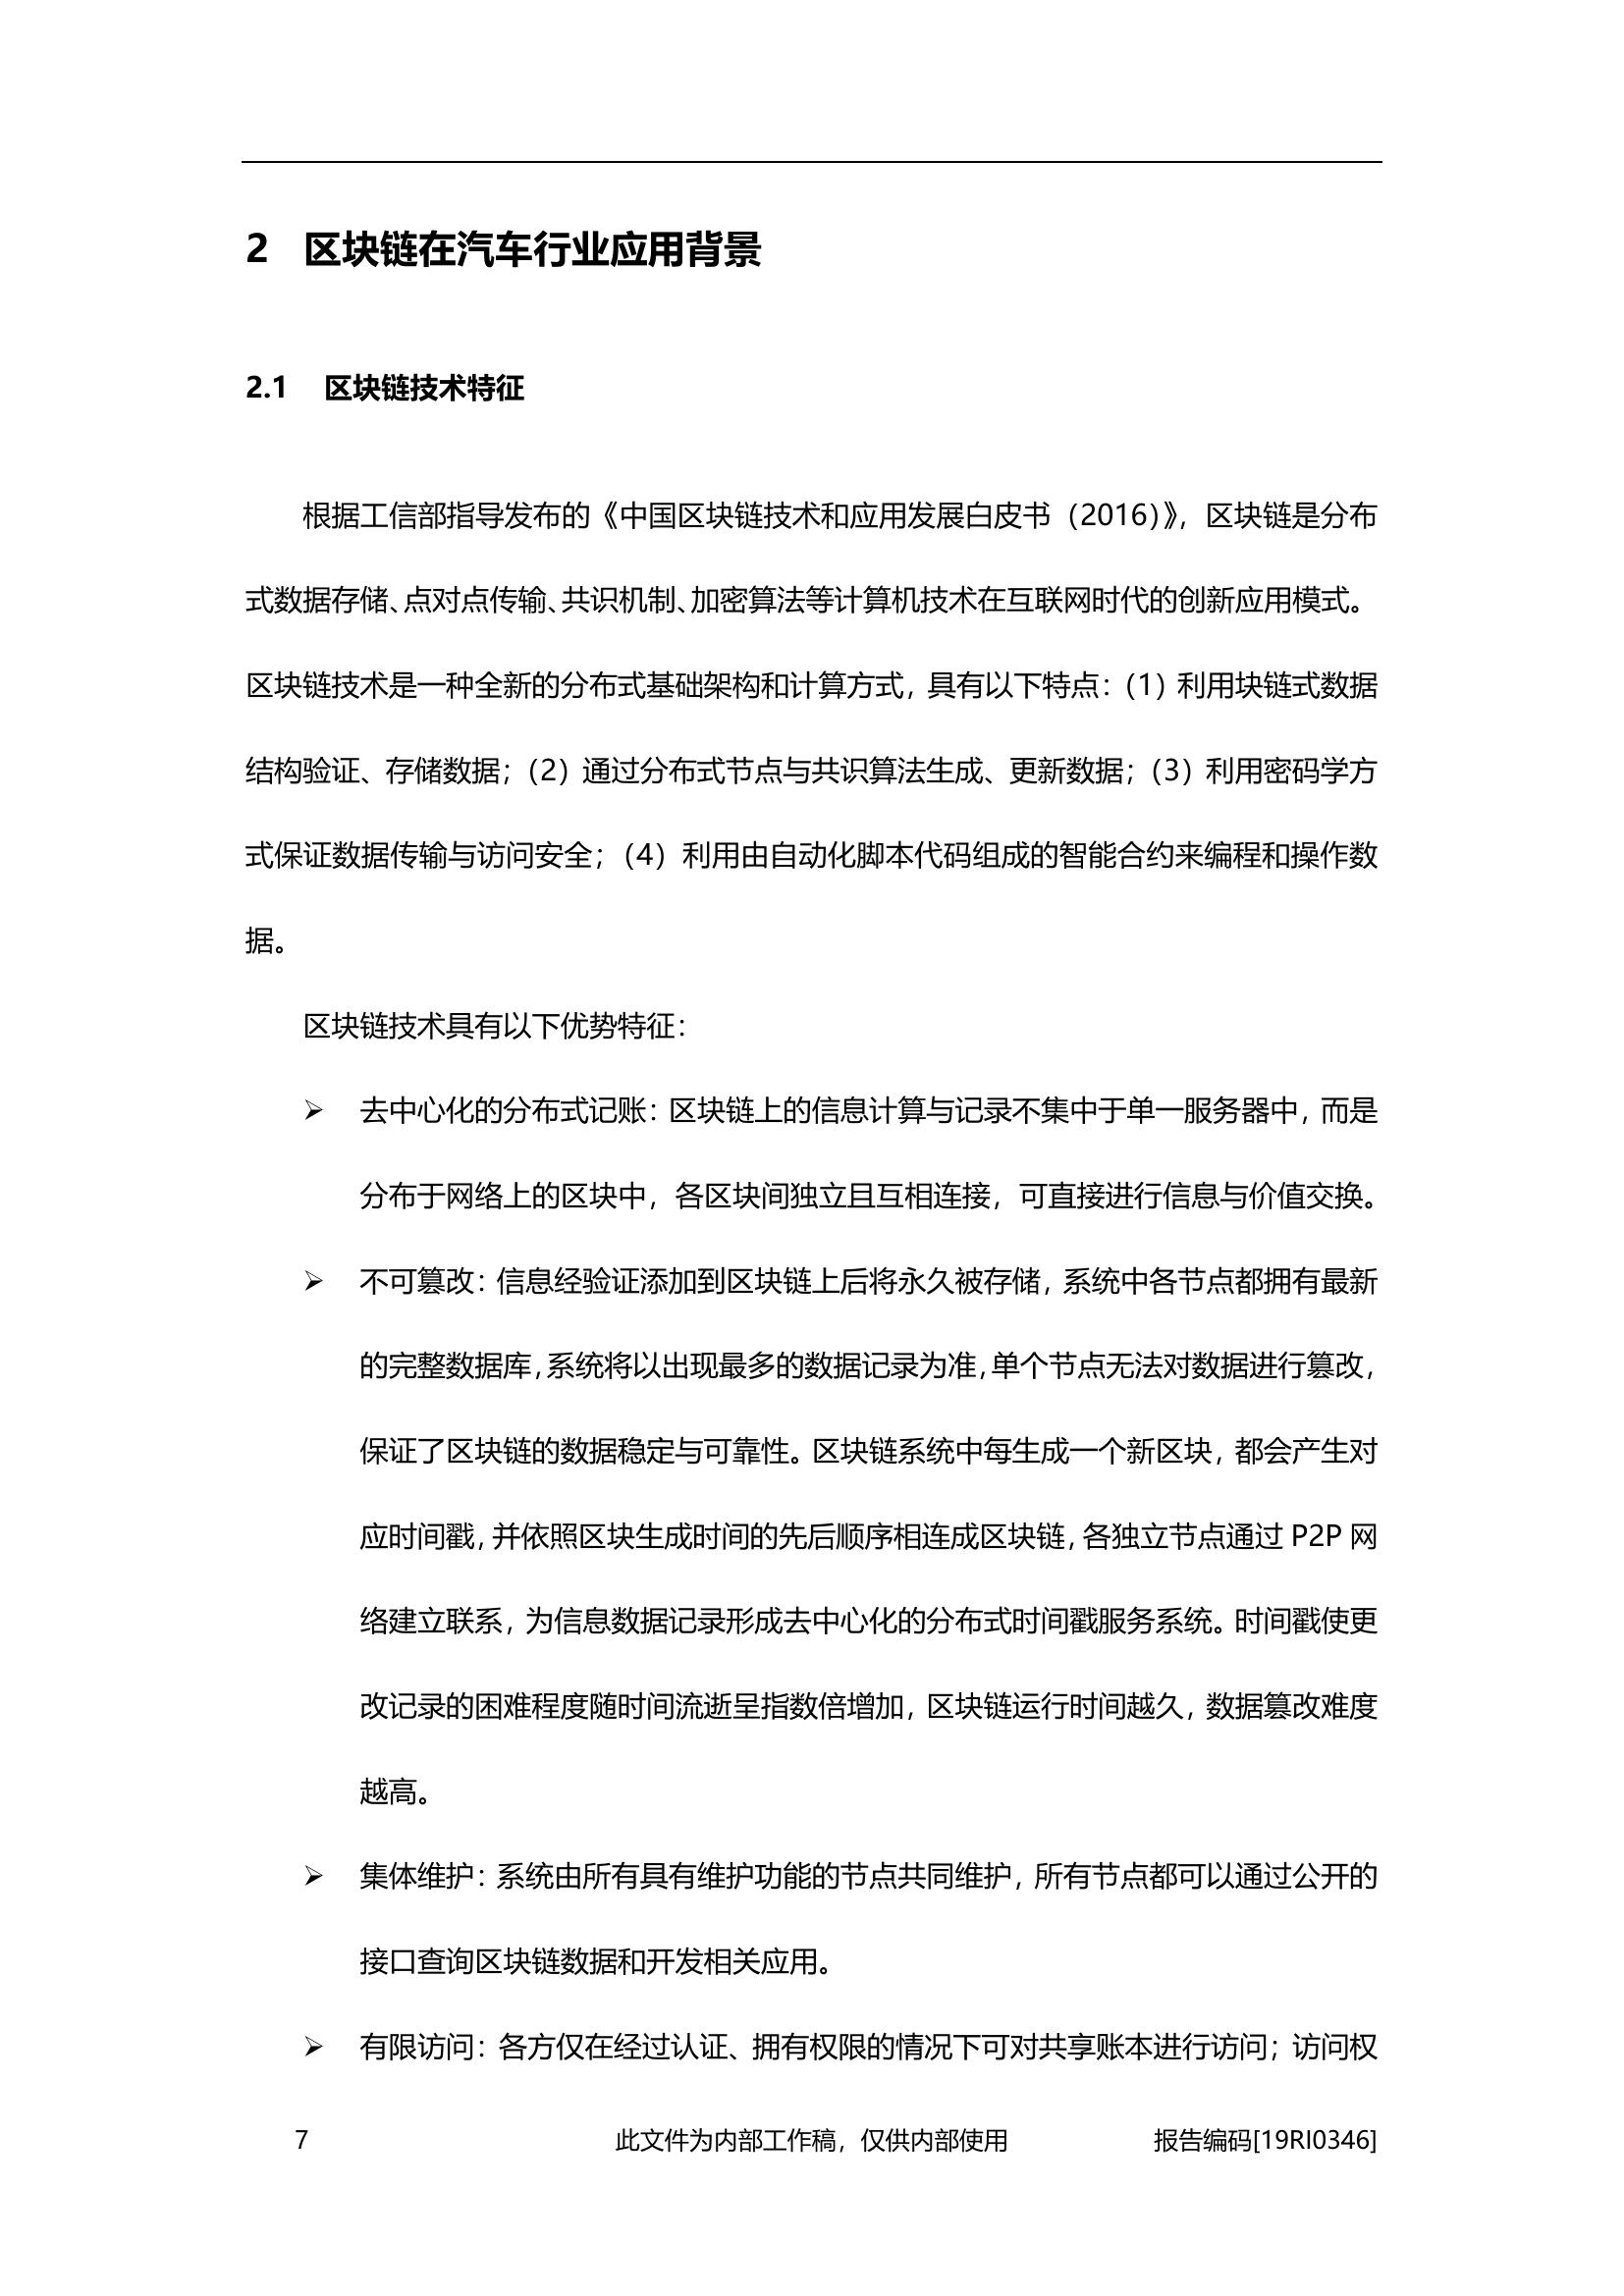 2 区块链在汽车行业应用背景
2.1 区块链技术特征
根据工信部指导发布的《中国区块链技术和应用发展白皮书（2016）》，区块链是分布
式数据存储、点对点传输、共识机制、加密算法等计算机技术在互联网时代的创新应用模式。
区块链技术是一种全新的分布式基础架构和计算方式，具有以下特点：（1）利用块链式数据
结构验证、存储数据；（2）通过分布式节点与共识算法生成、更新数据；（3）利用密码学方
式保证数据传输与访问安全；（4）利用由自动化脚本代码组成的智能合约来编程和操作数
据。
区块链技术具有以下优势特征：
➢ 去中心化的分布式记账：区块链上的信息计算与记录不集中于单一服务器中，而是
分布于网络上的区块中，各区块间独立且互相连接，可直接进行信息与价值交换。
➢ 不可篡改：信息经验证添加到区块链上后将永久被存储，系统中各节点都拥有最新
的完整数据库，系统将以出现最多的数据记录为准，单个节点无法对数据进行篡改，
保证了区块链的数据稳定与可靠性。区块链系统中每生成一个新区块，都会产生对
应时间戳，并依照区块生成时间的先后顺序相连成区块链，各独立节点通过 P2P 网
络建立联系，为信息数据记录形成去中心化的分布式时间戳服务系统。时间戳使更
改记录的困难程度随时间流逝呈指数倍增加，区块链运行时间越久，数据篡改难度
越高。
➢ 集体维护：系统由所有具有维护功能的节点共同维护，所有节点都可以通过公开的
接口查询区块链数据和开发相关应用。
➢ 有限访问：各方仅在经过认证、拥有权限的情况下可对共享账本进行访问；访问权
7 此文件为内部工作稿，仅供内部使用 报告编码[19RI0346]